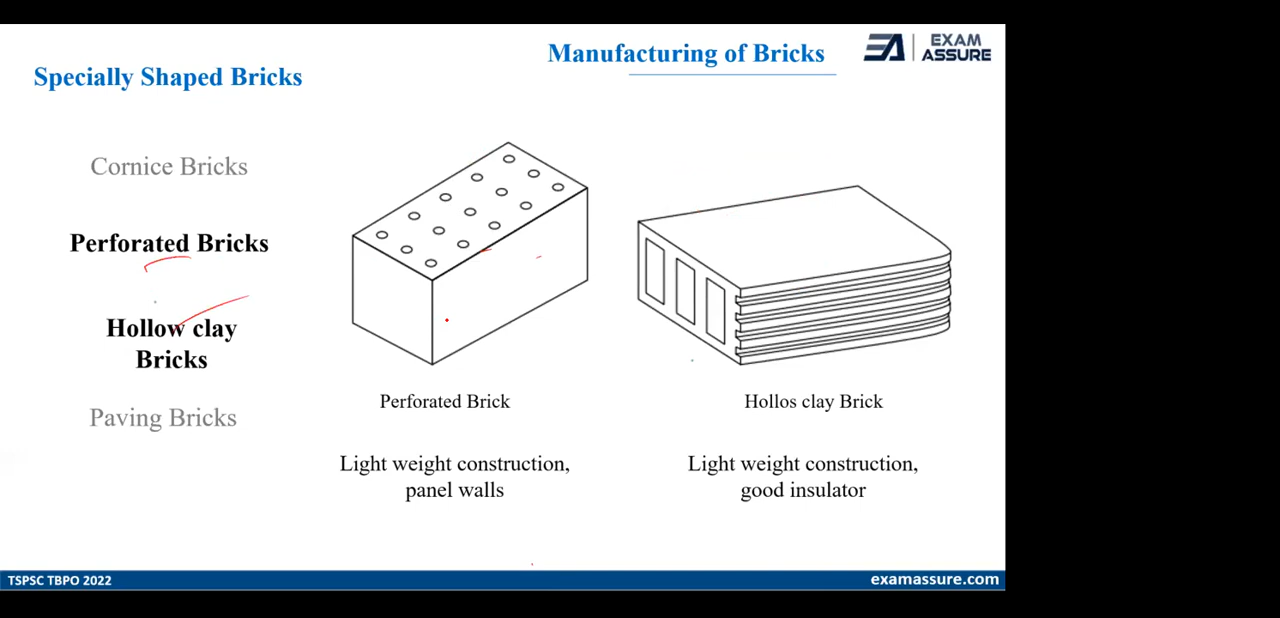 Manufacturing of Bricks
EXAM
ASSURE
Specially Shaped Bricks
Cornice Bricks
Perforated Bricks
Hollow clay
Bricks
Paving Bricks
Perforated Brick
Light weight construction,
panel walls
Hollos clay Brick
Light weight construction,
good insulator
TSPSC TBPO 2022
examassure.com